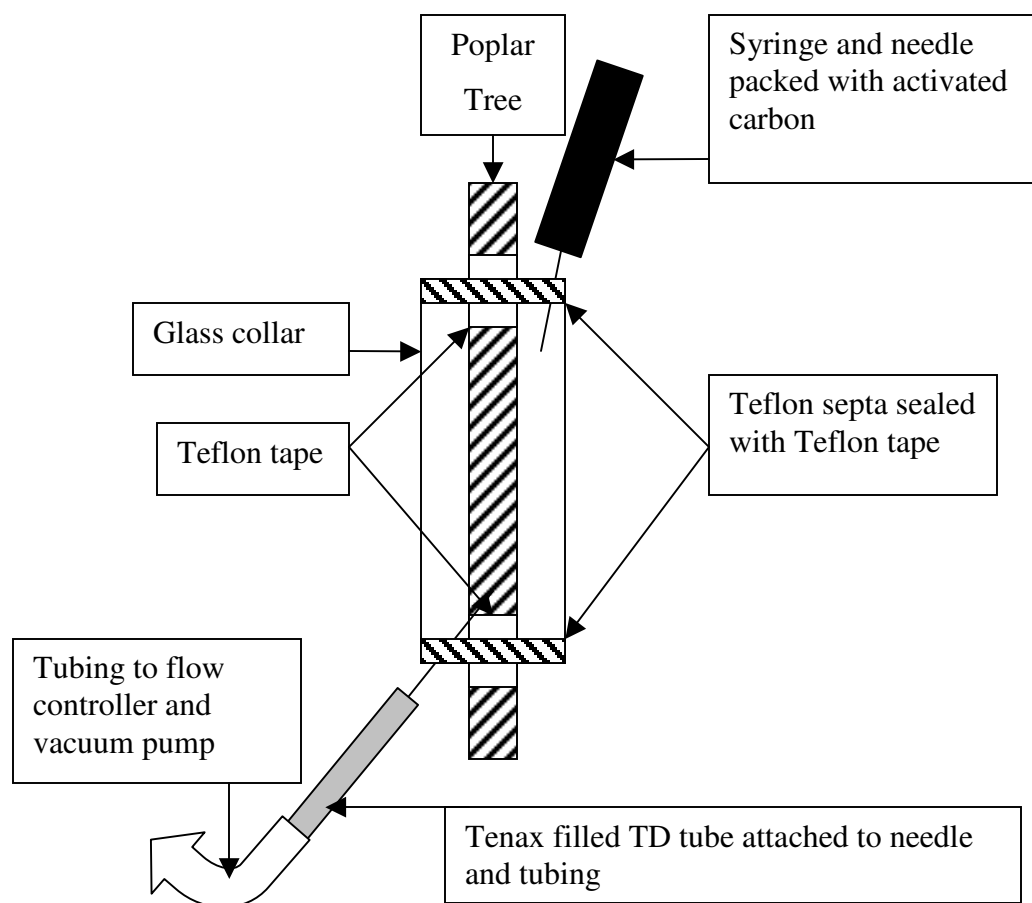 Poplar
Tree
Syringe and needle
packed with activated
carbon
Glass collar
Teflon tape
Teflon septa sealed
with Teflon tape
Tubing to flow
controller and
vacuum pump
Tenax filled TD tube attached to needle
and tubing